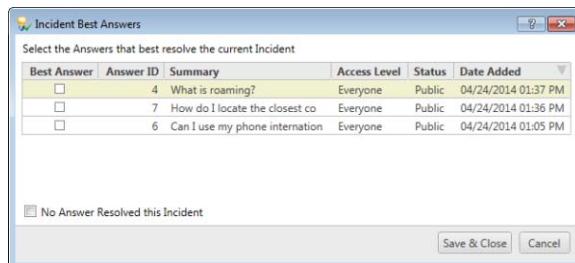 Incident Best Answers
Select the Answers that best resolve the current Incident
Best Answer Answer ID Summary Access Level Status Date Added
4 What is roaming? Everyone Public 04/24/2014 01:37 PM
7 How do I locate the closest co Everyone Public 04/24/2014 01:36 PM
6 Can I use my phone internation Everyone Public 04/24/2014 01:05 PM
No Answer Resolved this Incident
Save & Close Cancel